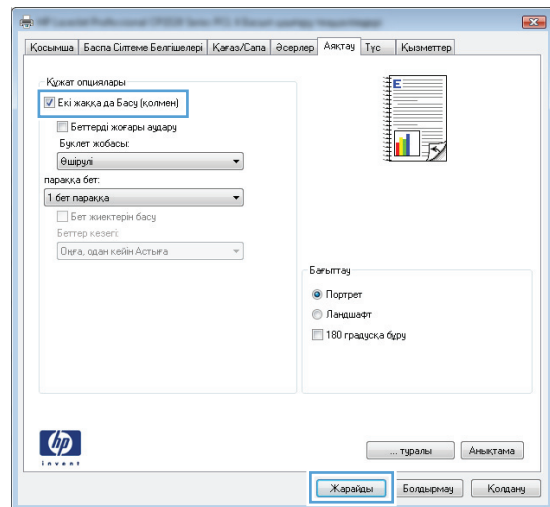 Қосымша Баспа Сілтеме Белгішелері Қағаз/Сапа Әсерлер Аяқтау Түс Қызметтер
Құжат опциялары
Екі жаққа да Басу (қолмен)
Беттерді жоғары аудару
Буклет жобасы:
Өшірулі
параққа бет:
1 бет параққа
Бет жиектерін басу
Беттер кезегі:
Оңға, одан кейін Астыға
E
Бағыттау
Портрет
Ландшафт
180 градусқа бұру
hp
invent
... туралы Анықтама
Жарайды Болдырмау Қолдану